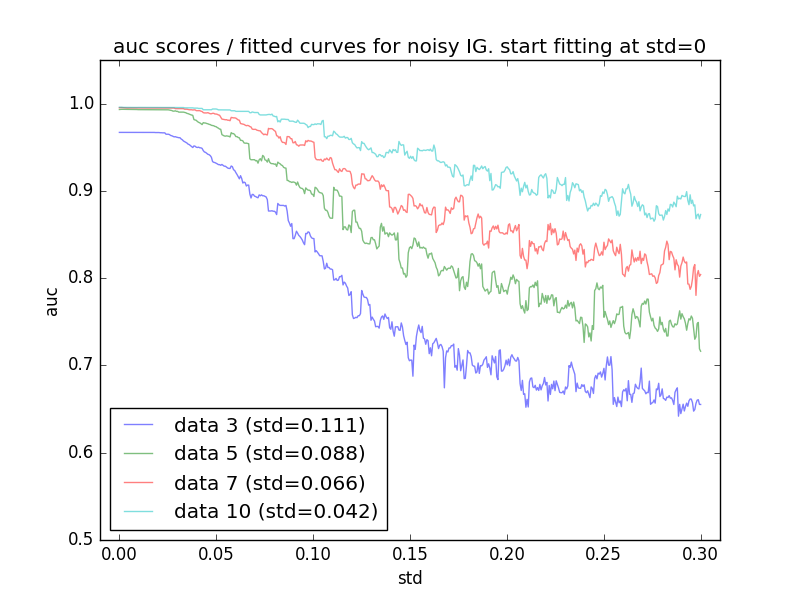 auc scores / fitted curves for noisy IG. start fitting at std=0
1.0
0.9
0.8
0.7
0.6
0.5
auc
data 3 (std=0.111)
data 5 (std=0.088)
data 7 (std=0.066)
data 10 (std=0.042)
0.00 0.05 0.10 0.15 0.20 0.25 0.30
std